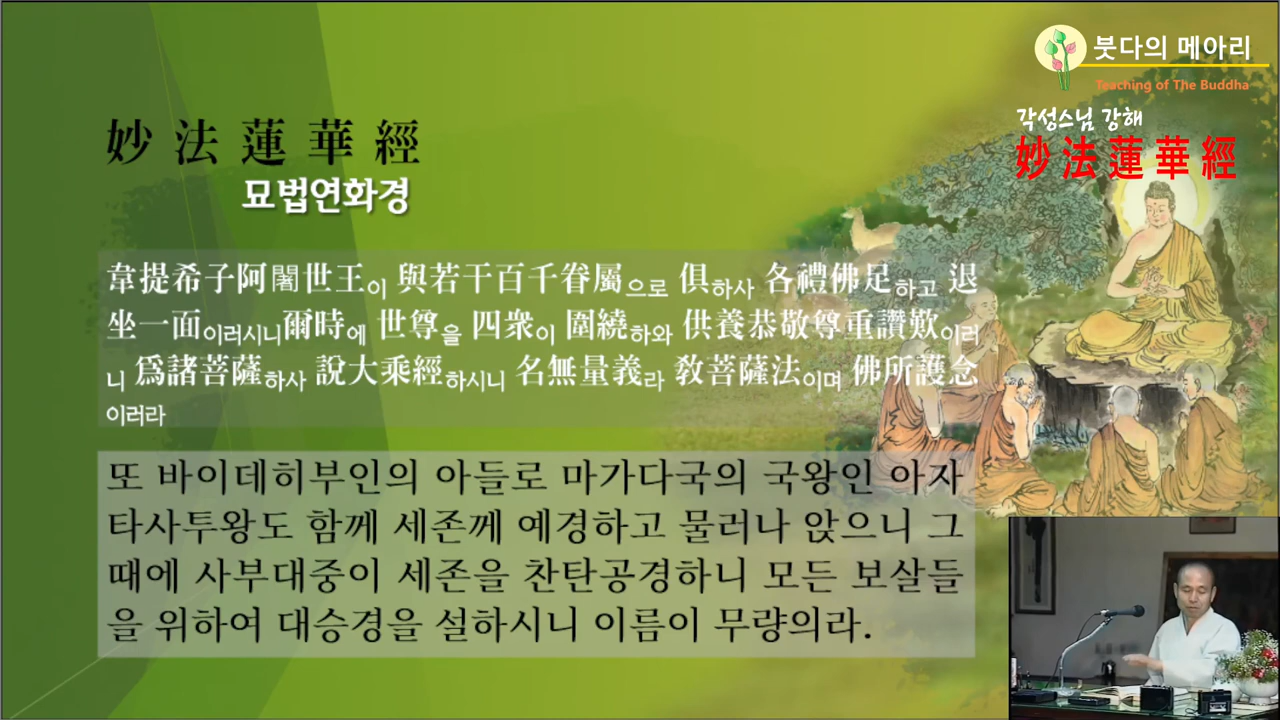 붓다의 메아리
Teaching of The Buddha
각성스님 강해
妙法蓮華經
妙法蓮華經
묘법연화경
韋提希子阿闍世王이 與若干百千眷屬으로 俱하사 各禮佛足하고 退
坐一面이러시니爾時에 世尊을 四衆이 圍繞하와 供養恭敬尊重讚歎이러
니 爲諸菩薩하사 說大乘經하시니 名無量義라 敎菩薩法이며 佛所護念
이러라
또 바이데히부인의 아들로 마가다국의 국왕인 아자
타사투왕도 함께 세존께 예경하고 물러나 앉으니 그
때에 사부대중이 세존을 찬탄공경하니 모든 보살들
을 위하여 대승경을 설하시니 이름이 무량의라.